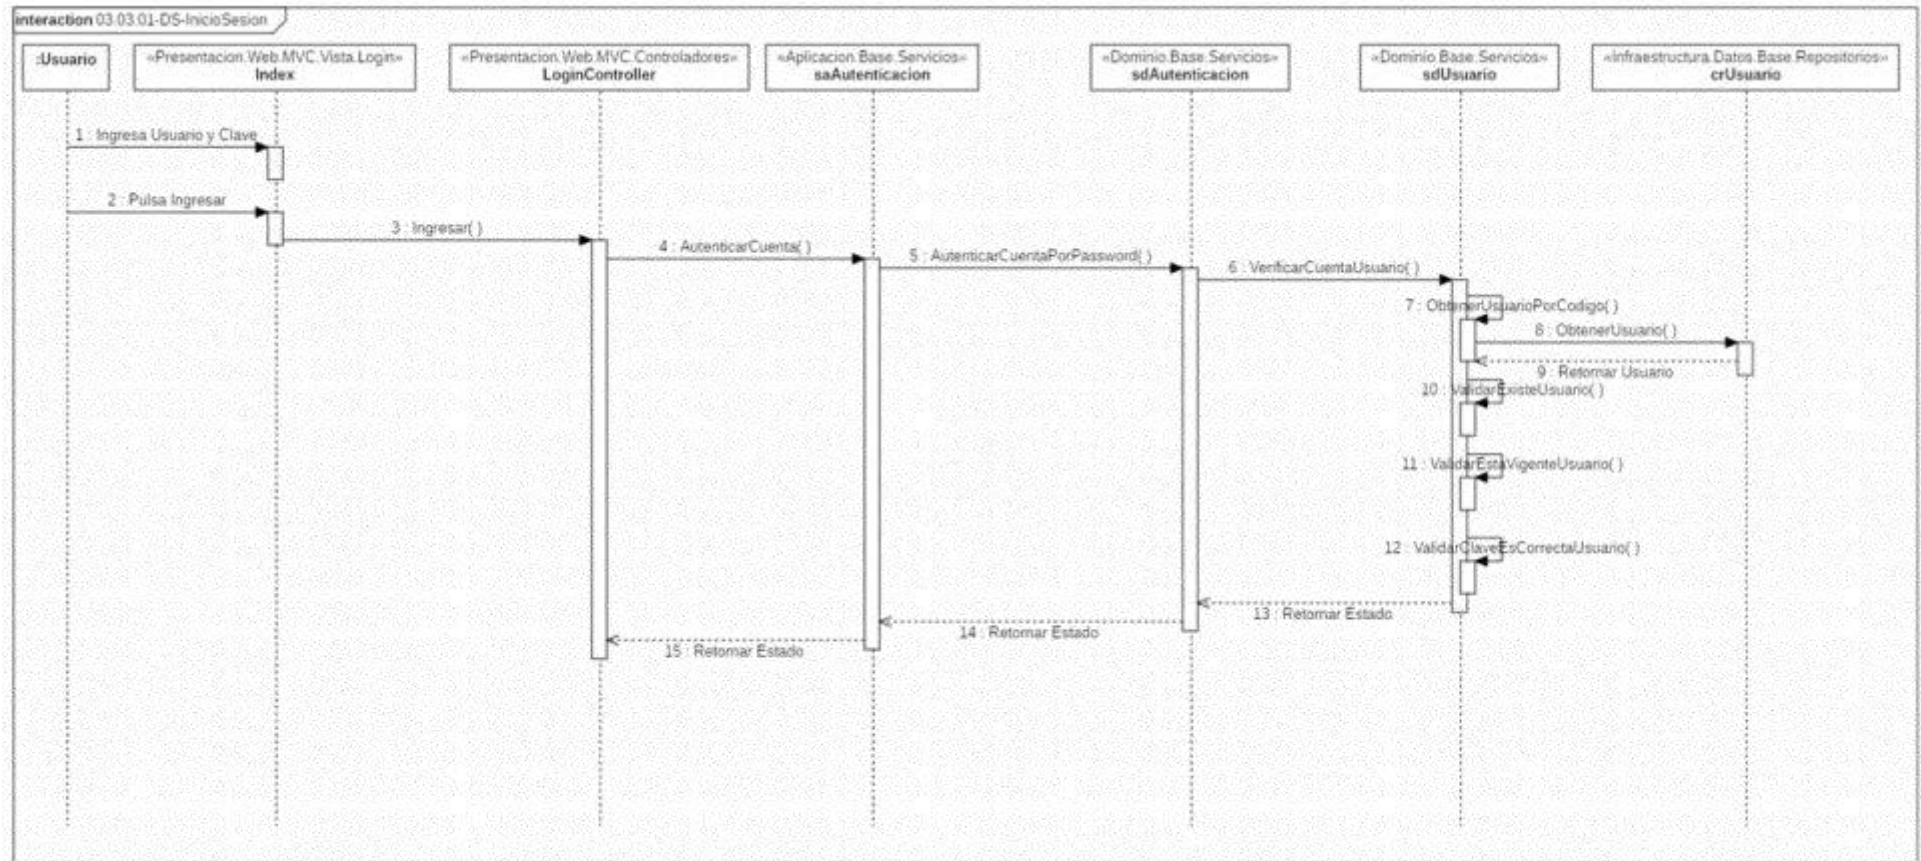 interaction 03.03.01-DS-InicioSesion
:Usuario
«Presentacion.Web.MVC.Vista.Login»
Index
«Presentacion.Web.MVC.Controladores»
LoginController
«Aplicacion.Base.Servicios»
saAutenticacion
«Dominio.Base.Servicios»
sdAutenticacion
«Dominio.Base.Servicios»
sdUsuario
«Infraestructura.Datos.Base.Repositorios»
crUsuario
1 : Ingresa Usuario y Clave
2 : Pulsa Ingresar
3 : Ingresar( )
4 : AutenticarCuenta( )
5 : AutenticarCuentaPorPassword( )
6 : VerificarCuentaUsuario( )
7 : ObtenerUsuarioPorCodigo( )
8 : ObtenerUsuario( )
9 : Retornar Usuario
10 : ValidarExisteUsuario( )
11 : ValidarEstaVigenteUsuario( )
12 : ValidarClaveEsCorrectaUsuario( )
13 : Retornar Estado
14 : Retornar Estado
15 : Retornar Estado